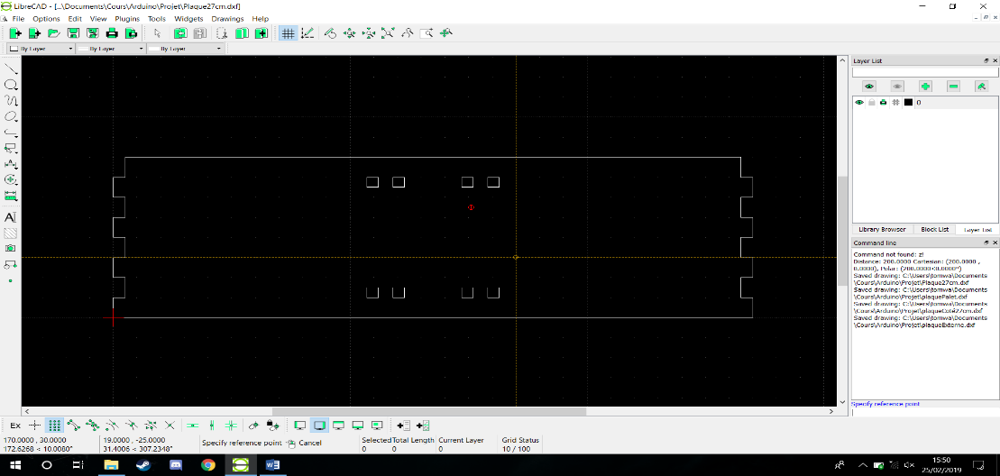 LibreCAD - [..\Documents\Cours\Arduino\Projet\Plaque27cm.dxf]
File Options Edit View Plugins Tools Widgets Drawings Help
By Layer By Layer By Layer
Layer List
0
Library Browser Block List Layer List
Command line
Command not found: z!
Distance: 200.0000 Cartesian: (200.0000 ,
0.0000), Polar: (200.0000<0.0000°)
Saved drawing: C:\Users\tomwa\Documents
\Cours\Arduino\Projet\Plaque27cm.dxf
Saved drawing: C:\Users\tomwa\Documents
\Cours\Arduino\Projet\plaquePalet.dxf
Saved drawing: C:\Users\tomwa\Documents
\Cours\Arduino\Projet\plaqueCoté27cm.dxf
Saved drawing: C:\Users\tomwa\Documents
\Cours\Arduino\Projet\plaqueExterne.dxf
Specify reference point
Ex
170.0000 , 30.0000 19.0000 , -25.0000 Specify reference point Cancel Selected Total Length Current Layer Grid Status
172.6268 < 10.0080° 31.4006 < 307.2348° 0 0 0 10 / 100
15:50
25/02/2019